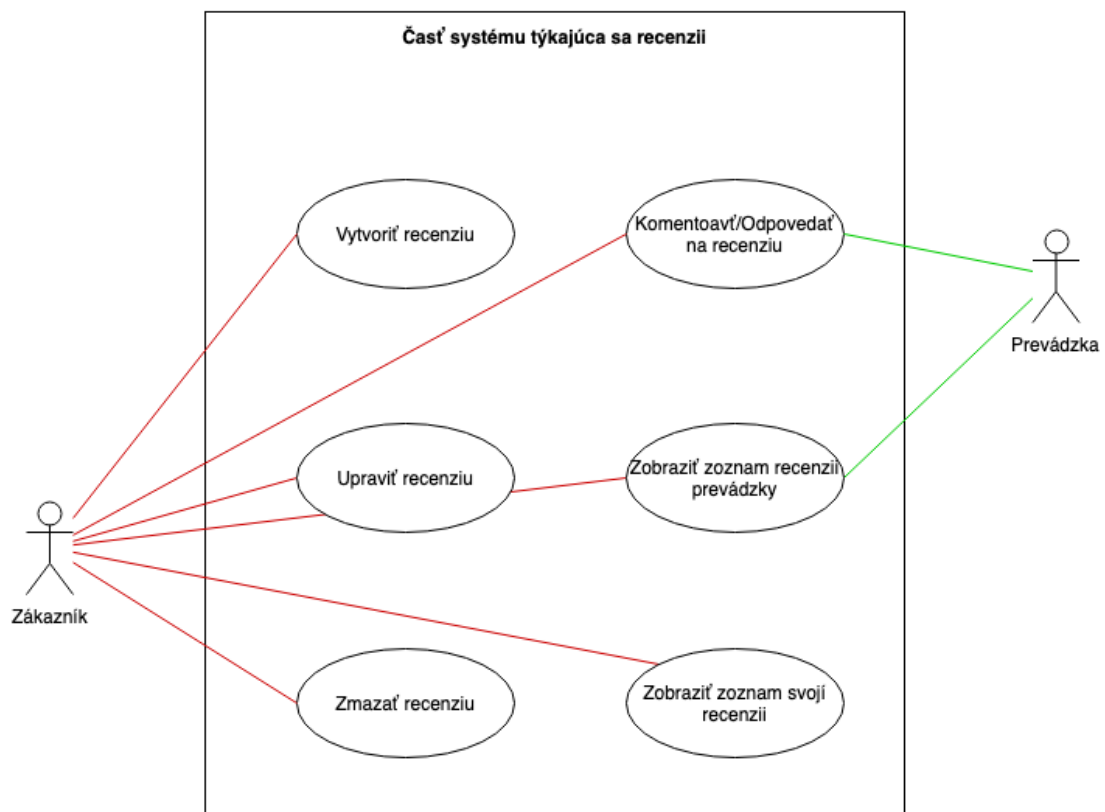 Časť systému týkajúca sa recenzii
Vytvoriť recenziu
Komentoavť/Odpovedať
na recenziu
Prevádzka
Upraviť recenziu
Zobraziť zoznam recenzii
prevádzky
Zákazník
Zmazať recenziu
Zobraziť zoznam svojí
recenzii